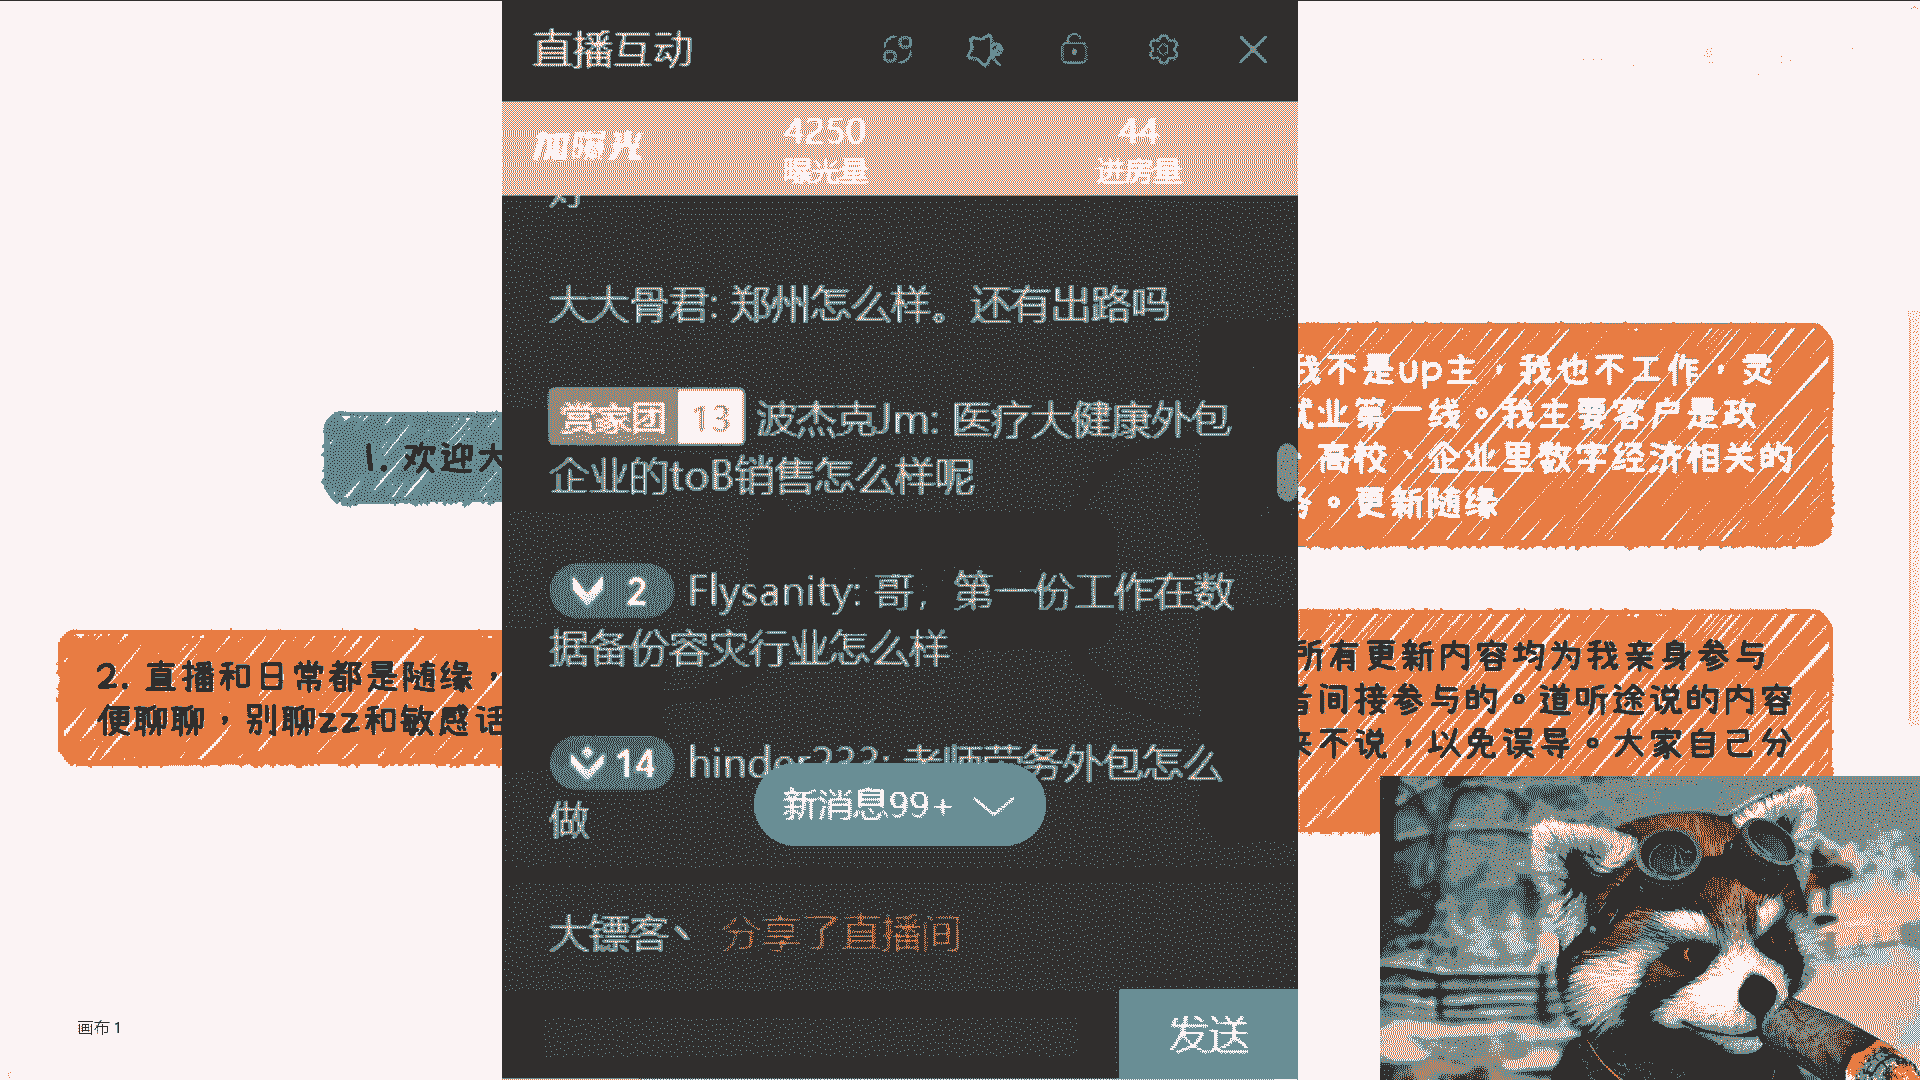 直播互动
加曝光
4250
曝光量
44
进房量
大大骨君: 郑州怎么样。还有出路吗
赏家团 13 波杰克Jm: 医疗大健康外包
企业的toB销售怎么样呢
2 Flysanity: 哥，第一份工作在数
据备份容灾行业怎么样
14 hinder233: 老师劳务外包怎么
做
新消息99+
大镖客丶 分享了直播间
发送
1. 欢迎大
2. 直播和日常都是随缘，
便聊聊，别聊zz和敏感话
我不是up主，我也不工作，灵
就业第一线。我主要客户是政
、高校、企业里数字经济相关的
务。更新随缘
所有更新内容均为我亲身参与
者间接参与的。道听途说的内容
来不说，以免误导。大家自己分
画布 1